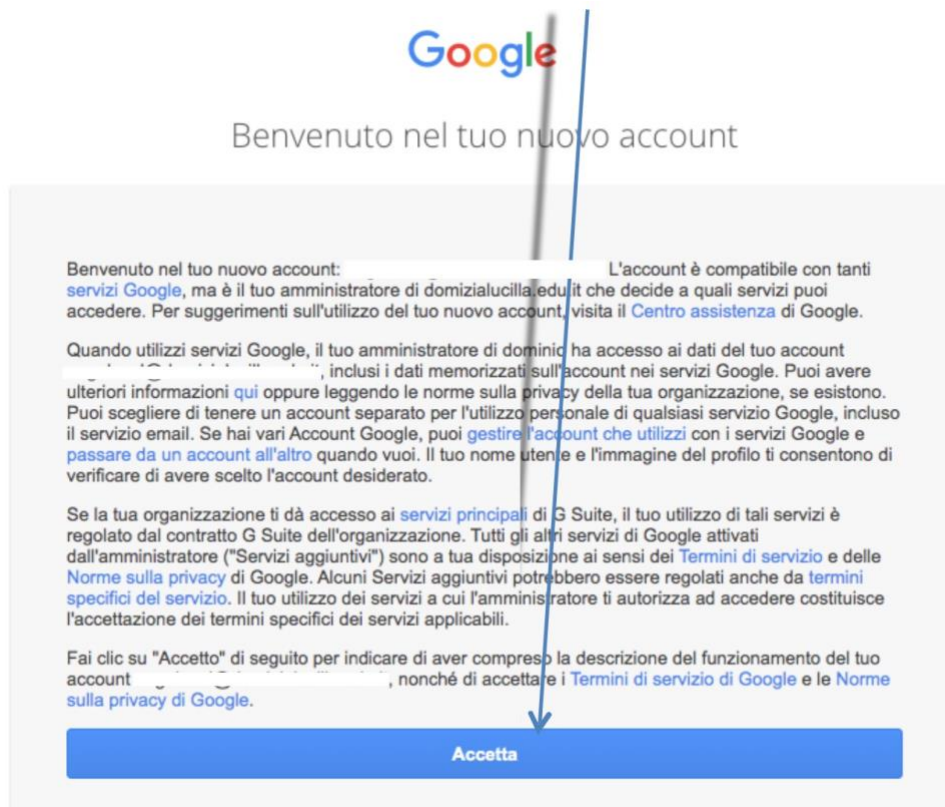 Google
Benvenuto nel tuo nuovo account
Benvenuto nel tuo nuovo account: L'account è compatibile con tanti
servizi Google, ma è il tuo amministratore di domizialucilla.edu.it che decide a quali servizi puoi
accedere. Per suggerimenti sull'utilizzo del tuo nuovo account, visita il Centro assistenza di Google.
Quando utilizzi servizi Google, il tuo amministratore di dominio ha accesso ai dati del tuo account
, inclusi i dati memorizzati sull'account nei servizi Google. Puoi avere
ulteriori informazioni qui oppure leggendo le norme sulla privacy della tua organizzazione, se esistono.
Puoi scegliere di tenere un account separato per l'utilizzo personale di qualsiasi servizio Google, incluso
il servizio email. Se hai vari Account Google, puoi gestire l'account che utilizzi con i servizi Google e
passare da un account all'altro quando vuoi. Il tuo nome utente e l'immagine del profilo ti consentono di
verificare di avere scelto l'account desiderato.
Se la tua organizzazione ti dà accesso ai servizi principali di G Suite, il tuo utilizzo di tali servizi è
regolato dal contratto G Suite dell'organizzazione. Tutti gli altri servizi di Google attivati
dall'amministratore ("Servizi aggiuntivi") sono a tua disposizione ai sensi dei Termini di servizio e delle
Norme sulla privacy di Google. Alcuni Servizi aggiuntivi potrebbero essere regolati anche da termini
specifici del servizio. Il tuo utilizzo dei servizi a cui l'amministratore ti autorizza ad accedere costituisce
l'accettazione dei termini specifici dei servizi applicabili.
Fai clic su "Accetto" di seguito per indicare di aver compreso la descrizione del funzionamento del tuo
account , nonché di accettare i Termini di servizio di Google e le Norme
sulla privacy di Google.
Accetta